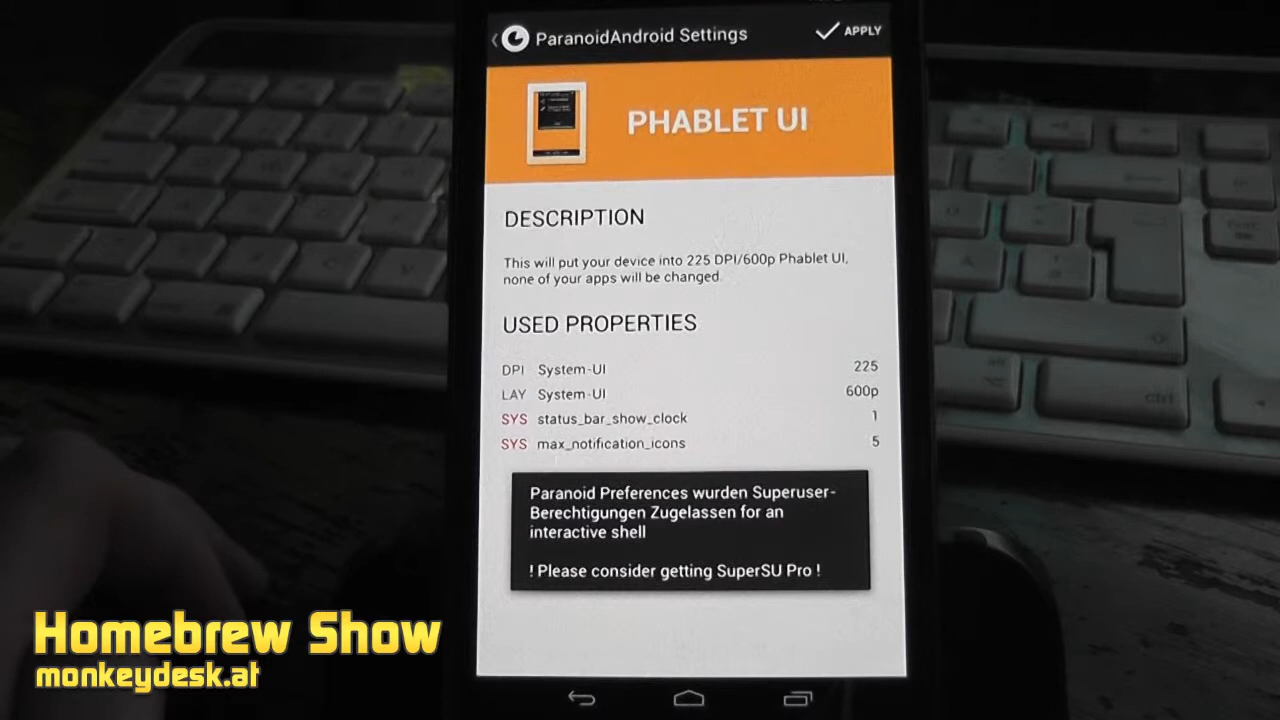 ParanoidAndroid Settings
APPLY
PHABLET UI
DESCRIPTION
This will put your device into 225 DPI/600p Phablet UI,
none of your apps will be changed.
USED PROPERTIES
DPI System-UI 225
LAY System-UI 600p
SYS status_bar_show_clock 1
SYS max_notification_icons 5
Paranoid Preferences wurden Superuser-
Berechtigungen Zugelassen for an
interactive shell
! Please consider getting SuperSU Pro !
Homebrew Show
monkeydesk.at
ctrl